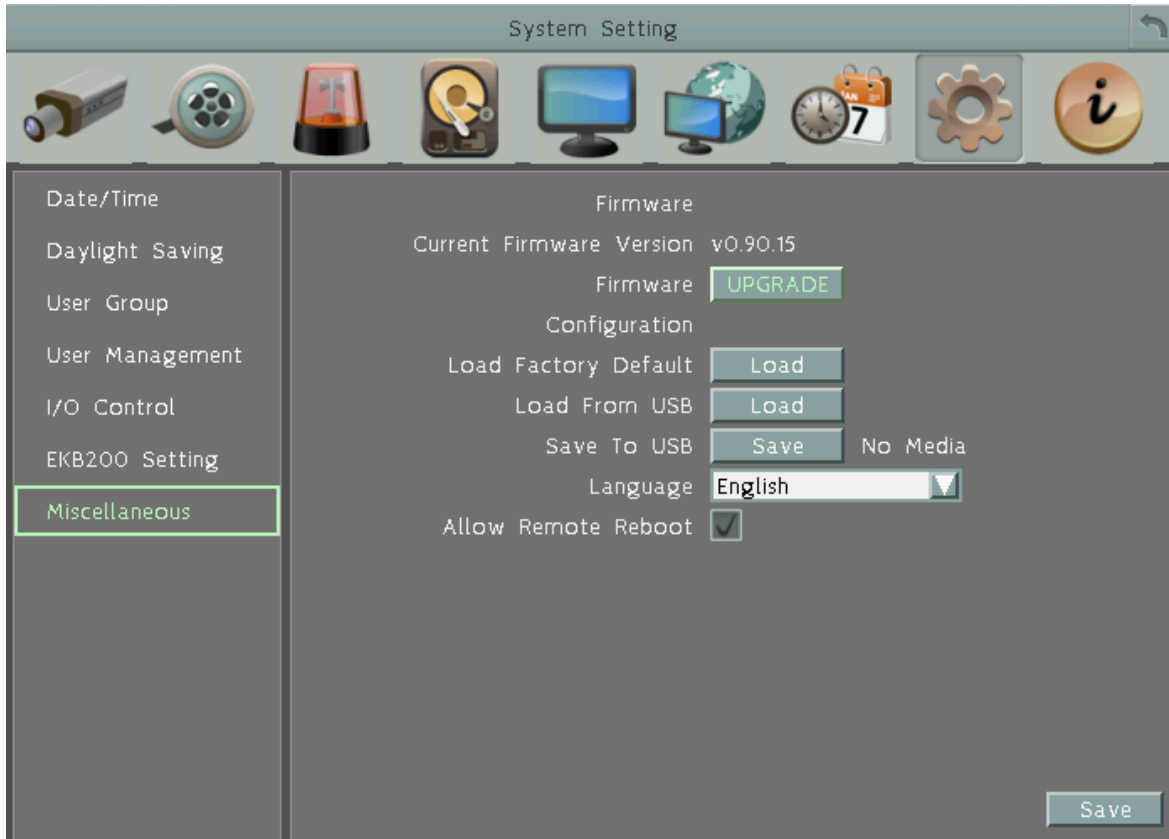 System Setting
JAN
7
i
Date/Time
Daylight Saving
User Group
User Management
I/O Control
EKB200 Setting
Miscellaneous
Firmware
Current Firmware Version v0.90.15
Firmware UPGRADE
Configuration
Load Factory Default Load
Load From USB Load
Save To USB Save No Media
Language English
Allow Remote Reboot
Save